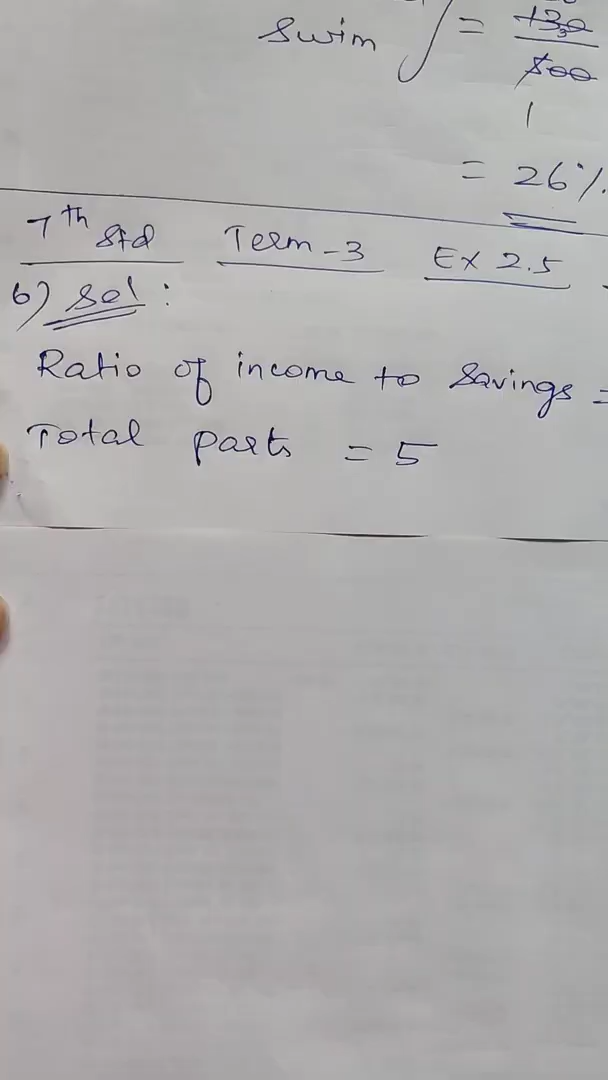 swim } = 130 / 500
1
= 26%.
7th std Term-3 Ex 2.5
6) sol:
Ratio of income to savings =
Total parts = 5